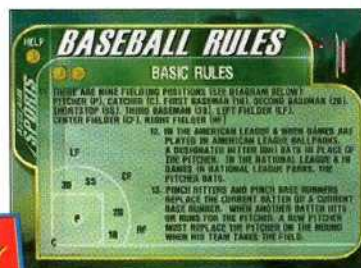 HELP
BASEBALL RULES
BASIC RULES
THERE ARE NINE FIELDING POSITIONS (SEE DIAGRAM BELOW):
PITCHER (P), CATCHER (C), FIRST BASEMAN (1B), SECOND BASEMAN (2B),
SHORTSTOP (SS), THIRD BASEMAN (3B), LEFT FIELDER (LF),
CENTER FIELDER (CF), RIGHT FIELDER (RF)
SPORTS
12. IN THE AMERICAN LEAGUE & WHEN GAMES ARE
PLAYED IN AMERICAN LEAGUE BALLPARKS,
A DESIGNATED HITTER (DH) BATS IN PLACE OF
THE PITCHER. IN THE NATIONAL LEAGUE & IN
GAMES IN NATIONAL LEAGUE PARKS, THE
PITCHER BATS.
13. PINCH HITTERS AND PINCH BASE RUNNERS
REPLACE THE CURRENT BATTER OR A CURRENT
BASE RUNNER. WHEN ANOTHER BATTER HITS
OR RUNS FOR THE PITCHER, A NEW PITCHER
MUST REPLACE THE PITCHER ON THE MOUND
WHEN HIS TEAM TAKES THE FIELD.
LF
CF
SS
3B
2B
P
1B
RF
C